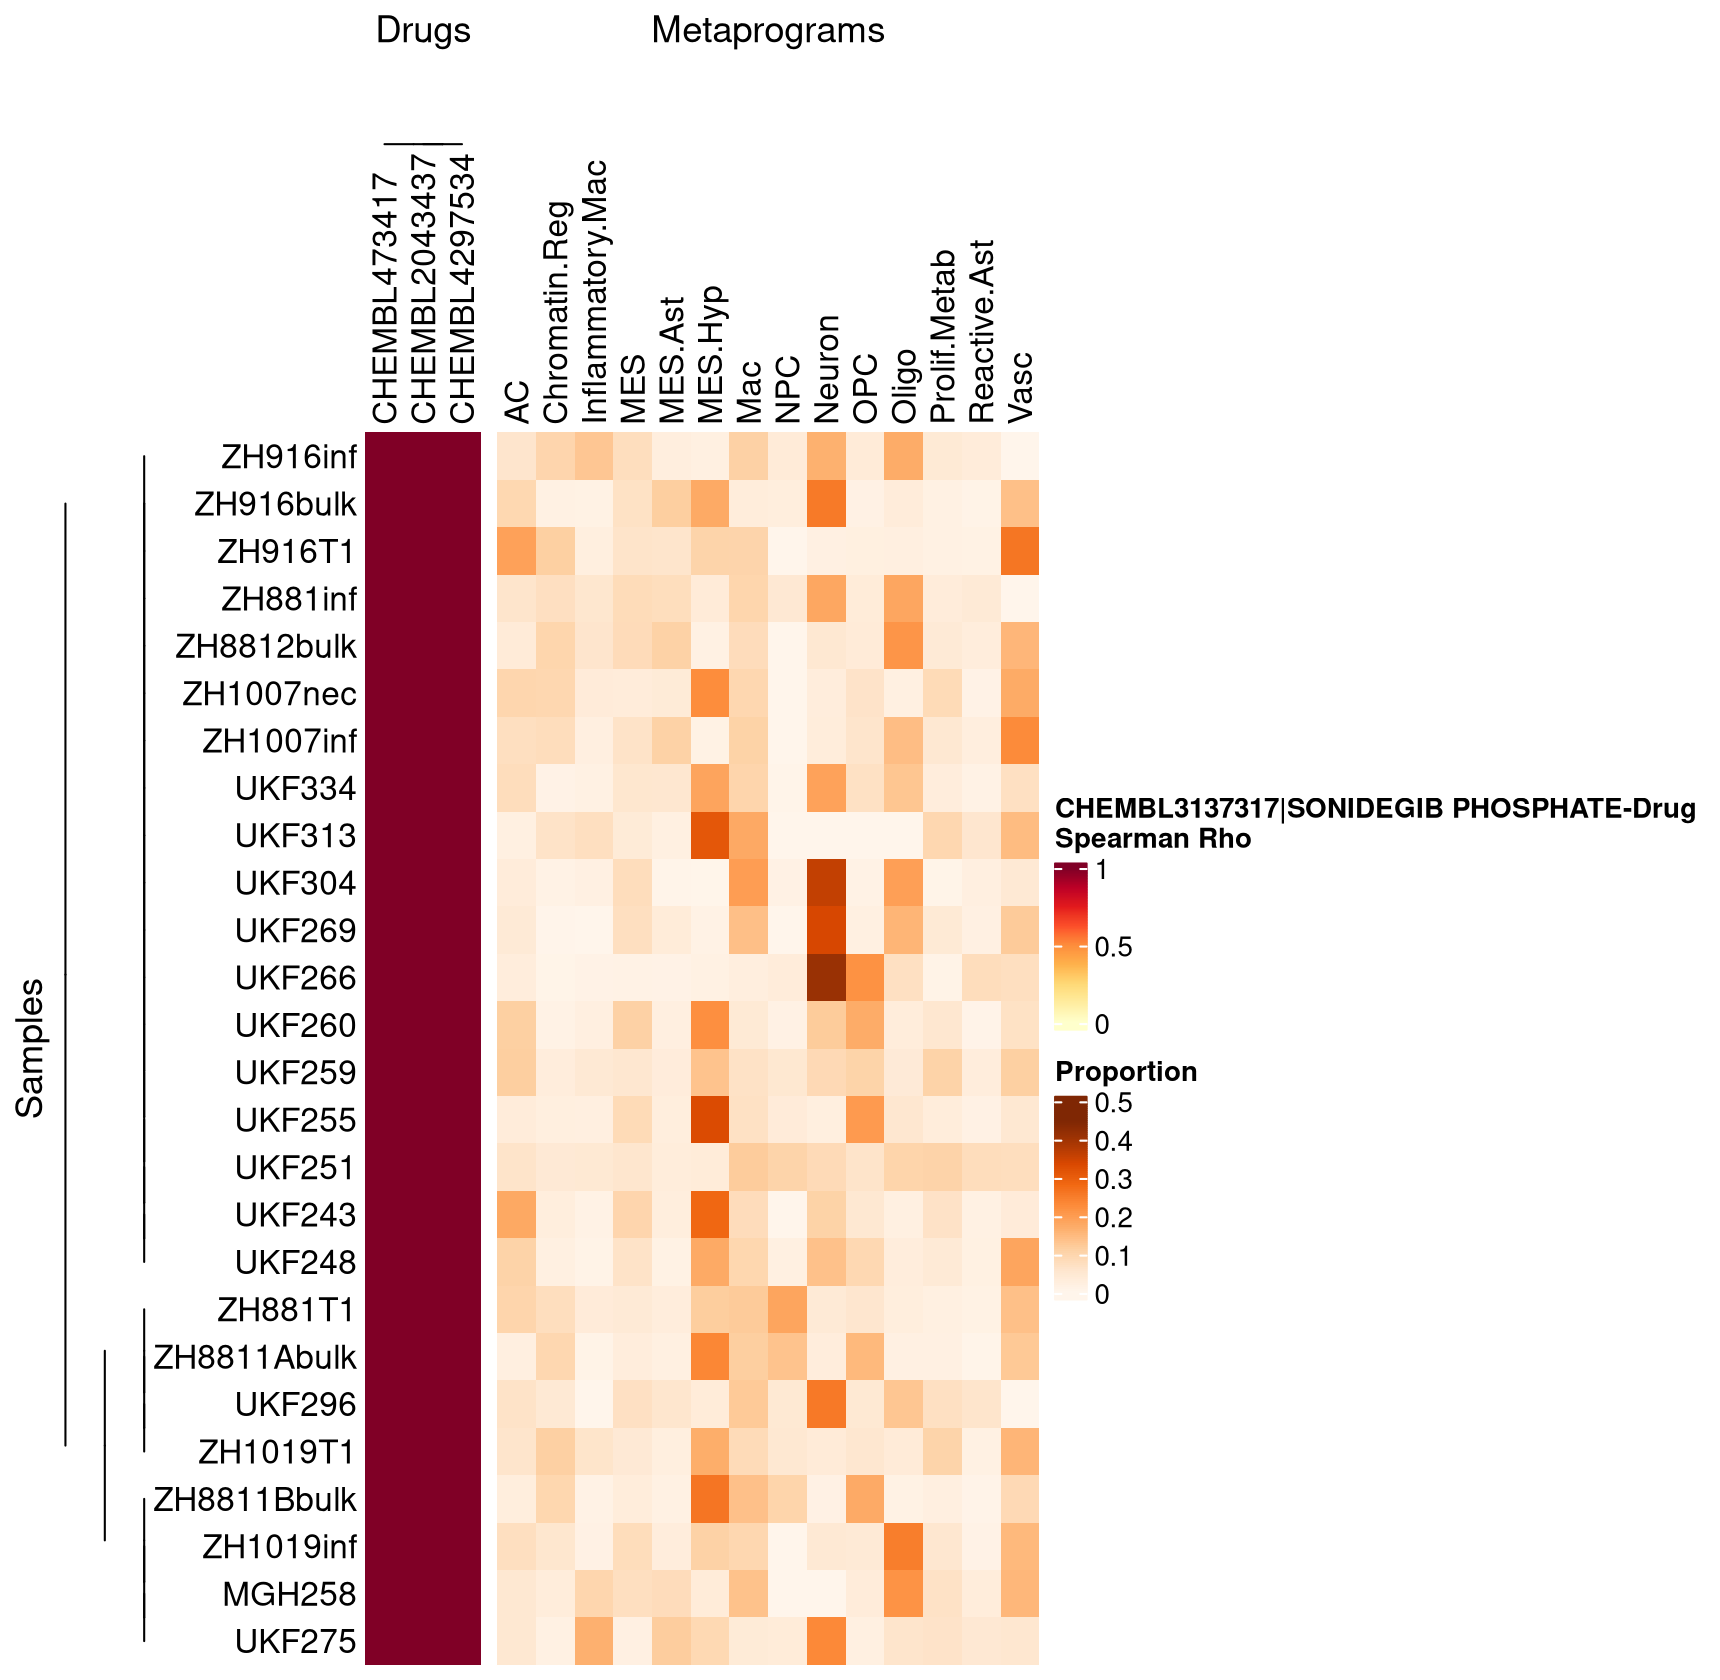 Drugs
Metaprograms
CHEMBL473417
CHEMBL2043437
CHEMBL4297534
AC
Chromatin.Reg
Inflammatory.Mac
MES
MES.Ast
MES.Hyp
Mac
NPC
Neuron
OPC
Oligo
Prolif.Metab
Reactive.Ast
Vasc
Samples
ZH916inf
ZH916bulk
ZH916T1
ZH881inf
ZH8812bulk
ZH1007nec
ZH1007inf
UKF334
UKF313
UKF304
UKF269
UKF266
UKF260
UKF259
UKF255
UKF251
UKF243
UKF248
ZH881T1
ZH8811Abulk
UKF296
ZH1019T1
ZH8811Bbulk
ZH1019inf
MGH258
UKF275
CHEMBL3137317|SONIDEGIB PHOSPHATE-Drug
Spearman Rho
1
0.5
0
Proportion
0.5
0.4
0.3
0.2
0.1
0